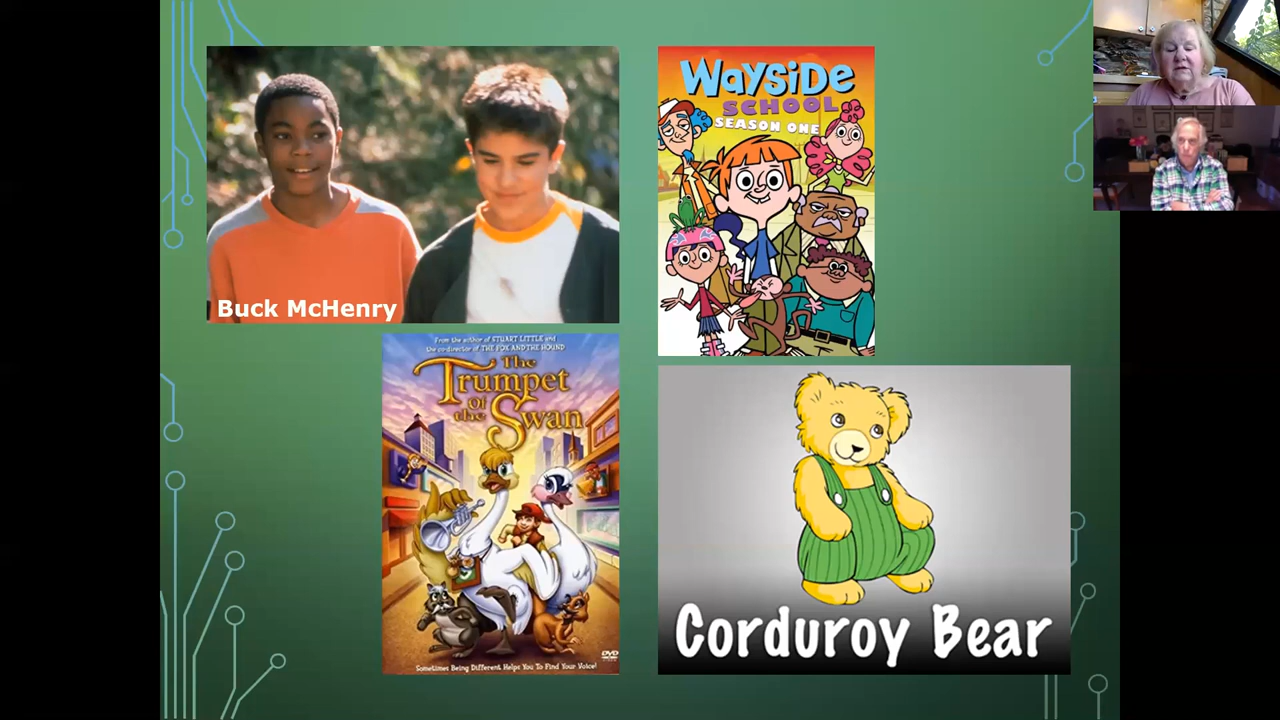 Buck McHenry
Wayside
SCHOOL
SEASON ONE
From the author of STUART LITTLE and
the co-director of THE FOX AND THE HOUND
The
Trumpet
Of
the Swan
DVD
Sometimes Being Different Helps You To Find Your Voice!
Corduroy Bear